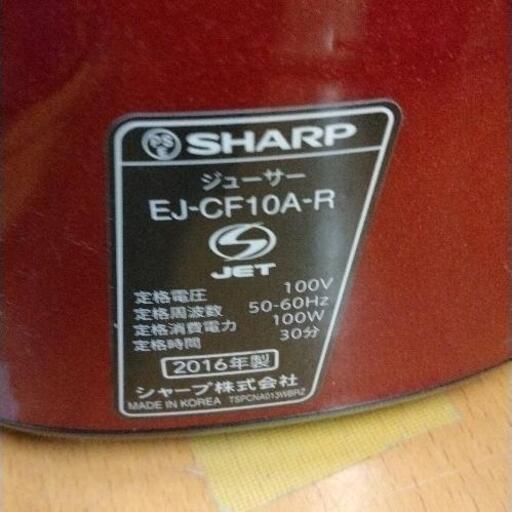 PS E SHARP
ジューサー
EJ-CF10A-R
S JET
定格電圧 100V
定格周波数 50-60Hz
定格消費電力 100W
定格時間 30分
2016年製
シャープ株式会社
MADE IN KOREA TSPCNA013WBRZ